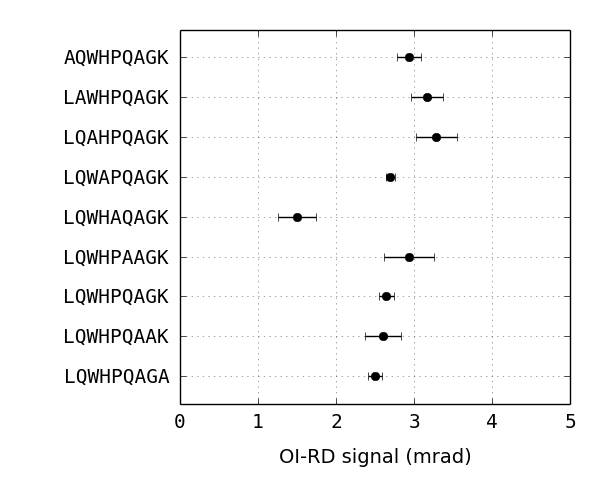 AQWHPQAGK
LAWHPQAGK
LQAHPQAGK
LQWAPQAGK
LQWHAQAGK
LQWHPAAGK
LQWHPQAGK
LQWHPQAAK
LQWHPQAGA
0 1 2 3 4 5
OI-RD signal (mrad)